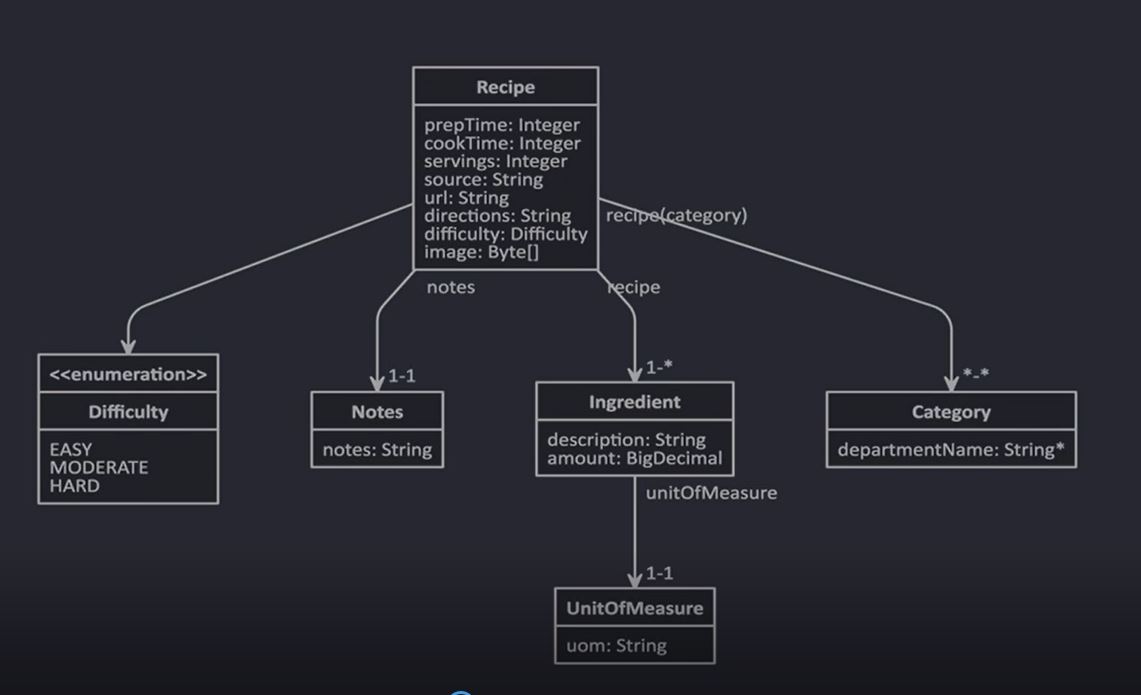 Recipe
prepTime: Integer
cookTime: Integer
servings: Integer
source: String
url: String
directions: String
difficulty: Difficulty
image: Byte[]
recipe(category)
notes
recipe
1-1
1-*
*-*
<<enumeration>>
Difficulty
EASY
MODERATE
HARD
Notes
notes: String
Ingredient
description: String
amount: BigDecimal
Category
departmentName: String*
unitOfMeasure
1-1
UnitOfMeasure
uom: String